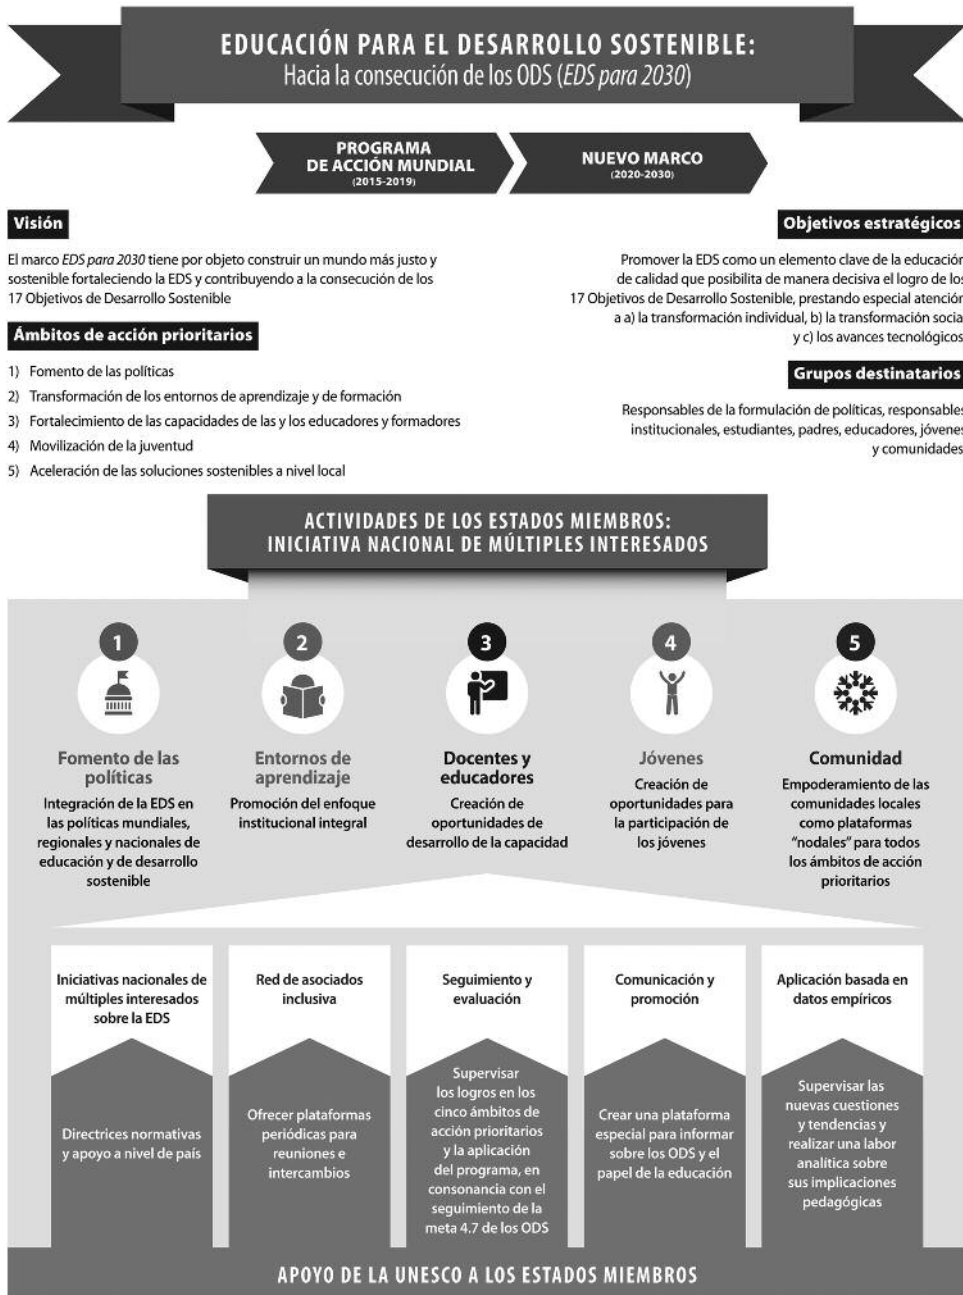 EDUCACIÓN PARA EL DESARROLLO SOSTENIBLE:
Hacia la consecución de los ODS (EDS para 2030)
PROGRAMA
DE ACCIÓN MUNDIAL
(2015-2019)
NUEVO MARCO
(2020-2030)
Visión
El marco EDS para 2030 tiene por objeto construir un mundo más justo y
sostenible fortaleciendo la EDS y contribuyendo a la consecución de los
17 Objetivos de Desarrollo Sostenible
Ámbitos de acción prioritarios
1) Fomento de las políticas
2) Transformación de los entornos de aprendizaje y de formación
3) Fortalecimiento de las capacidades de las y los educadores y formadores
4) Movilización de la juventud
5) Aceleración de las soluciones sostenibles a nivel local
Objetivos estratégicos
Promover la EDS como un elemento clave de la educación
de calidad que posibilita de manera decisiva el logro de los
17 Objetivos de Desarrollo Sostenible, prestando especial atención
a a) la transformación individual, b) la transformación social
y c) los avances tecnológicos
Grupos destinatarios
Responsables de la formulación de políticas, responsables
institucionales, estudiantes, padres, educadores, jóvenes
y comunidades
ACTIVIDADES DE LOS ESTADOS MIEMBROS:
INICIATIVA NACIONAL DE MÚLTIPLES INTERESADOS
1
Fomento de las
políticas
Integración de la EDS en
las políticas mundiales,
regionales y nacionales de
educación y de desarrollo
sostenible
2
Entornos de
aprendizaje
Promoción del enfoque
institucional integral
3
Docentes y
educadores
Creación de
oportunidades de
desarrollo de la capacidad
4
Jóvenes
Creación de
oportunidades para
la participación de
los jóvenes
5
Comunidad
Empoderamiento de las
comunidades locales
como plataformas
"nodales" para todos
los ámbitos de acción
prioritarios
Iniciativas nacionales de
múltiples interesados
sobre la EDS
Directrices normativas
y apoyo a nivel de país
Red de asociados
inclusiva
Ofrecer plataformas
periódicas para
reuniones e
intercambios
Seguimiento y
evaluación
Supervisar
los logros en los
cinco ámbitos de
acción prioritarios
y la aplicación
del programa, en
consonancia con el
seguimiento de la
meta 4.7 de los ODS
Comunicación y
promoción
Crear una plataforma
especial para informar
sobre los ODS y el
papel de la educación
Aplicación basada en
datos empíricos
Supervisar las
nuevas cuestiones
y tendencias y
realizar una labor
analítica sobre
sus implicaciones
pedagógicas
APOYO DE LA UNESCO A LOS ESTADOS MIEMBROS